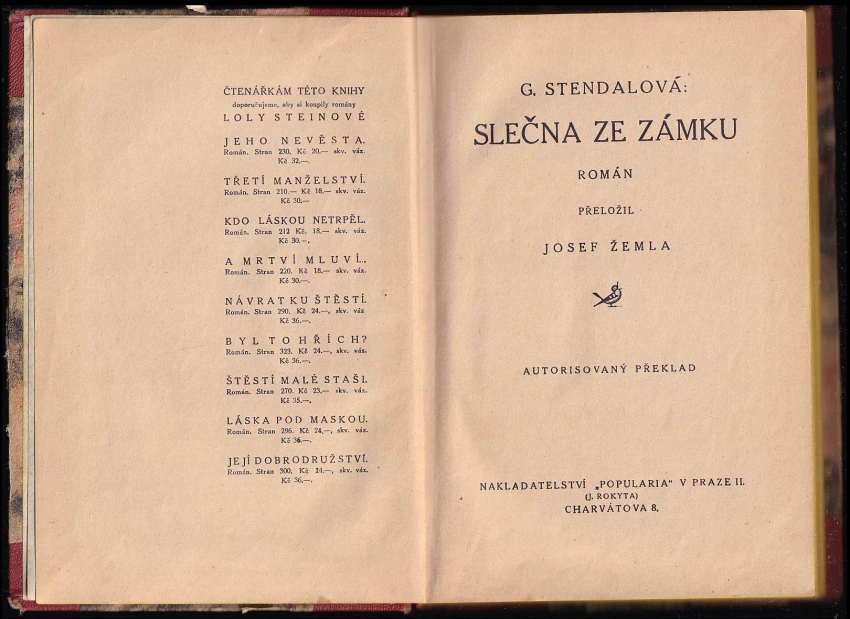 ČTENÁŘKÁM TÉTO KNIHY
doporučujeme, aby si koupily romány
LOLY STEINOVÉ
JEHO NEVĚSTA.
Román. Stran 230. Kč 20.— skv. váz.
Kč 32.—.
TŘETÍ MANŽELSTVÍ.
Román. Stran 210.— Kč 18.— skv. váz.
Kč 30.—
KDO LÁSKOU NETRPĚL.
Román. Stran 212 Kč. 18.— skv. váz.
Kč 30.—.
A MRTVÍ MLUVÍ...
Román. Stran 220. Kč 18.— skv. váz.
Kč 30.—.
NÁVRAT KU ŠTĚSTÍ.
Román. Stran 290. Kč 24.—, skv. váz
Kč 36.—.
BYL TO HŘÍCH?
Román. Stran 323. Kč 24.—, skv. váz.
Kč 36.—.
ŠTĚSTÍ MALÉ STAŠI.
Román. Stran 270. Kč 23.— skv. váz.
Kč 35.—.
LÁSKA POD MASKOU.
Román. Stran 296. Kč 24.—, skv. váz.
Kč 36.—.
JEJÍ DOBRODRUŽSTVÍ.
Román. Stran 300. Kč 24.—, skv. váz.
Kč 36.—.
G. STENDALOVÁ:
SLEČNA ZE ZÁMKU
ROMÁN
PŘELOŽIL
JOSEF ŽEMLA
AUTORISOVANÝ PŘEKLAD
NAKLADATELSTVÍ „POPULARIA" V PRAZE II.
(J. ROKYTA)
CHARVÁTOVA 8.